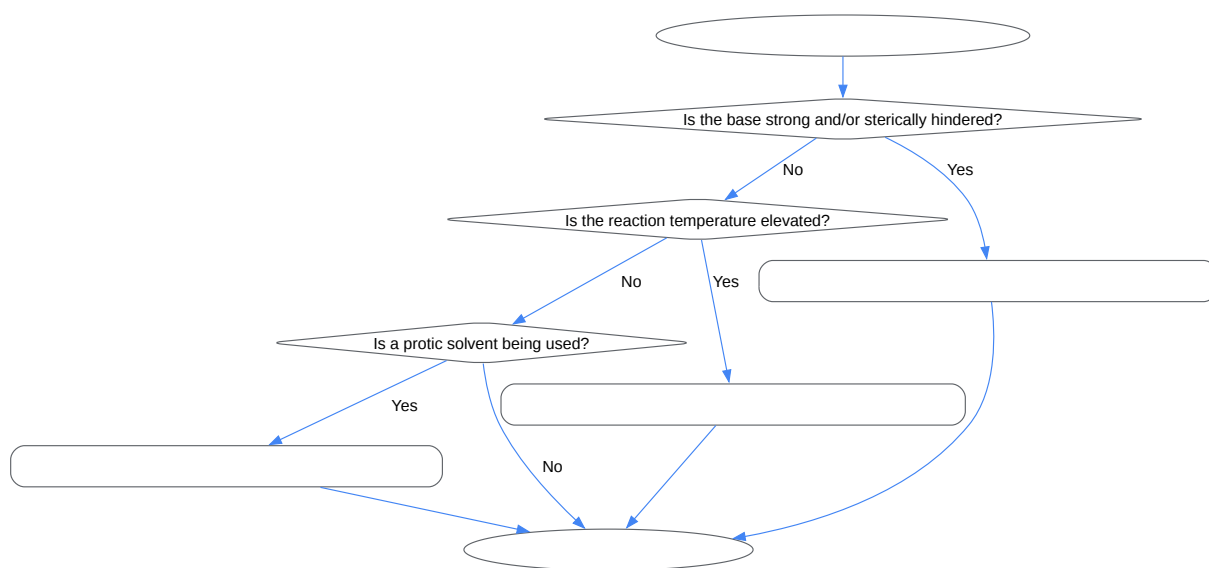 Is the base strong and/or sterically hindered?
No
Yes
Is the reaction temperature elevated?
No
Yes
Is a protic solvent being used?
Yes
No